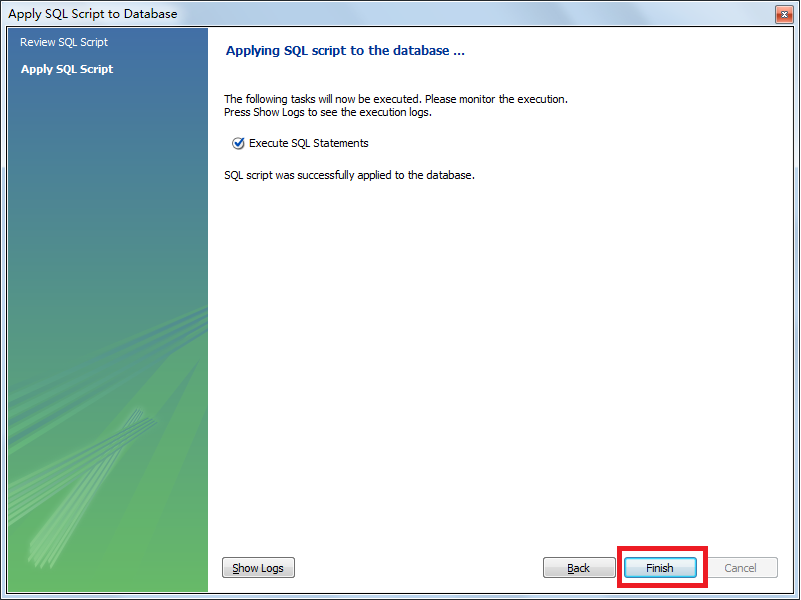 Apply SQL Script to Database
Review SQL Script
Apply SQL Script
Applying SQL script to the database ...
The following tasks will now be executed. Please monitor the execution.
Press Show Logs to see the execution logs.
Execute SQL Statements
SQL script was successfully applied to the database.
Show Logs
Back
Finish
Cancel